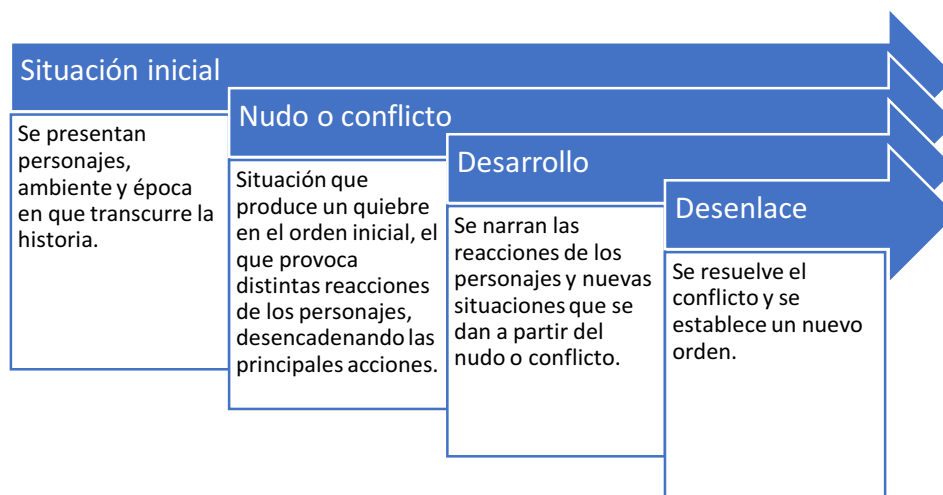 Situación inicial
Se presentan
personajes,
ambiente y época
en que transcurre la
historia.
Nudo o conflicto
Situación que
produce un quiebre
en el orden inicial, el
que provoca
distintas reacciones
de los personajes,
desencadenando las
principales acciones.
Desarrollo
Se narran las
reacciones de los
personajes y nuevas
situaciones que se
dan a partir del
nudo o conflicto.
Desenlace
Se resuelve el
conflicto y se
establece un nuevo
orden.